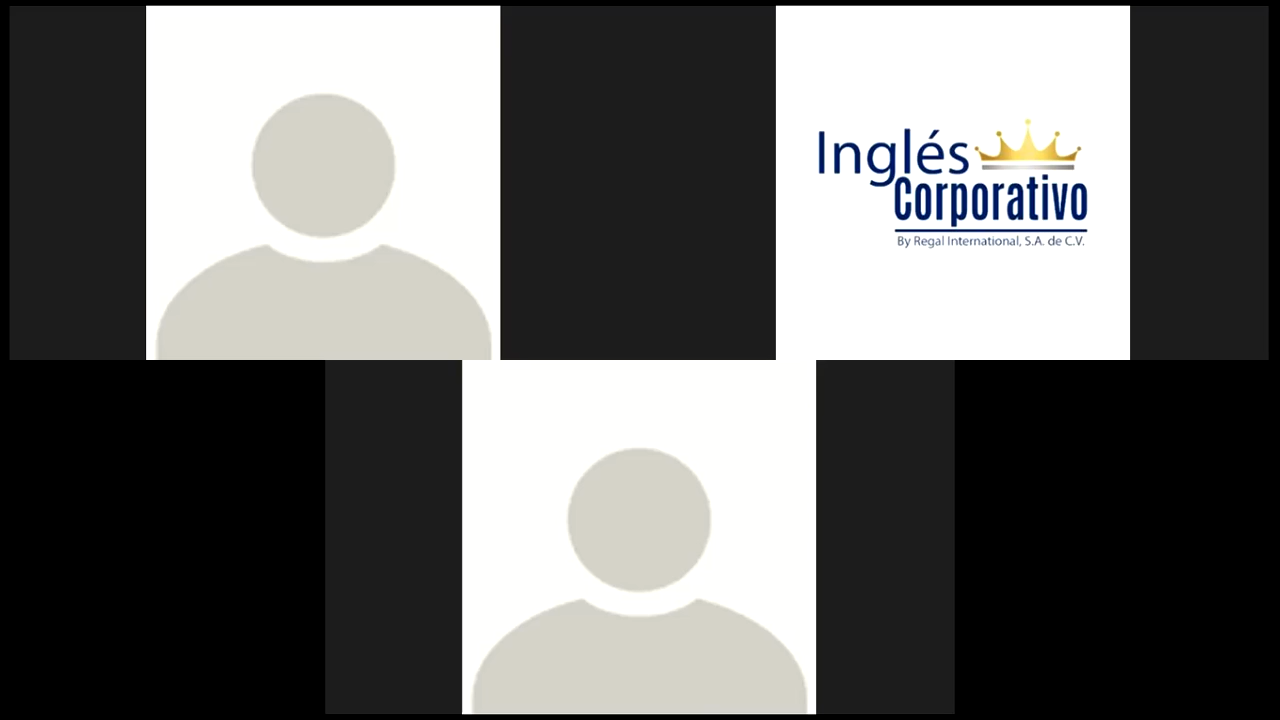 Inglés
Corporativo
By Regal International, S.A. de C.V.